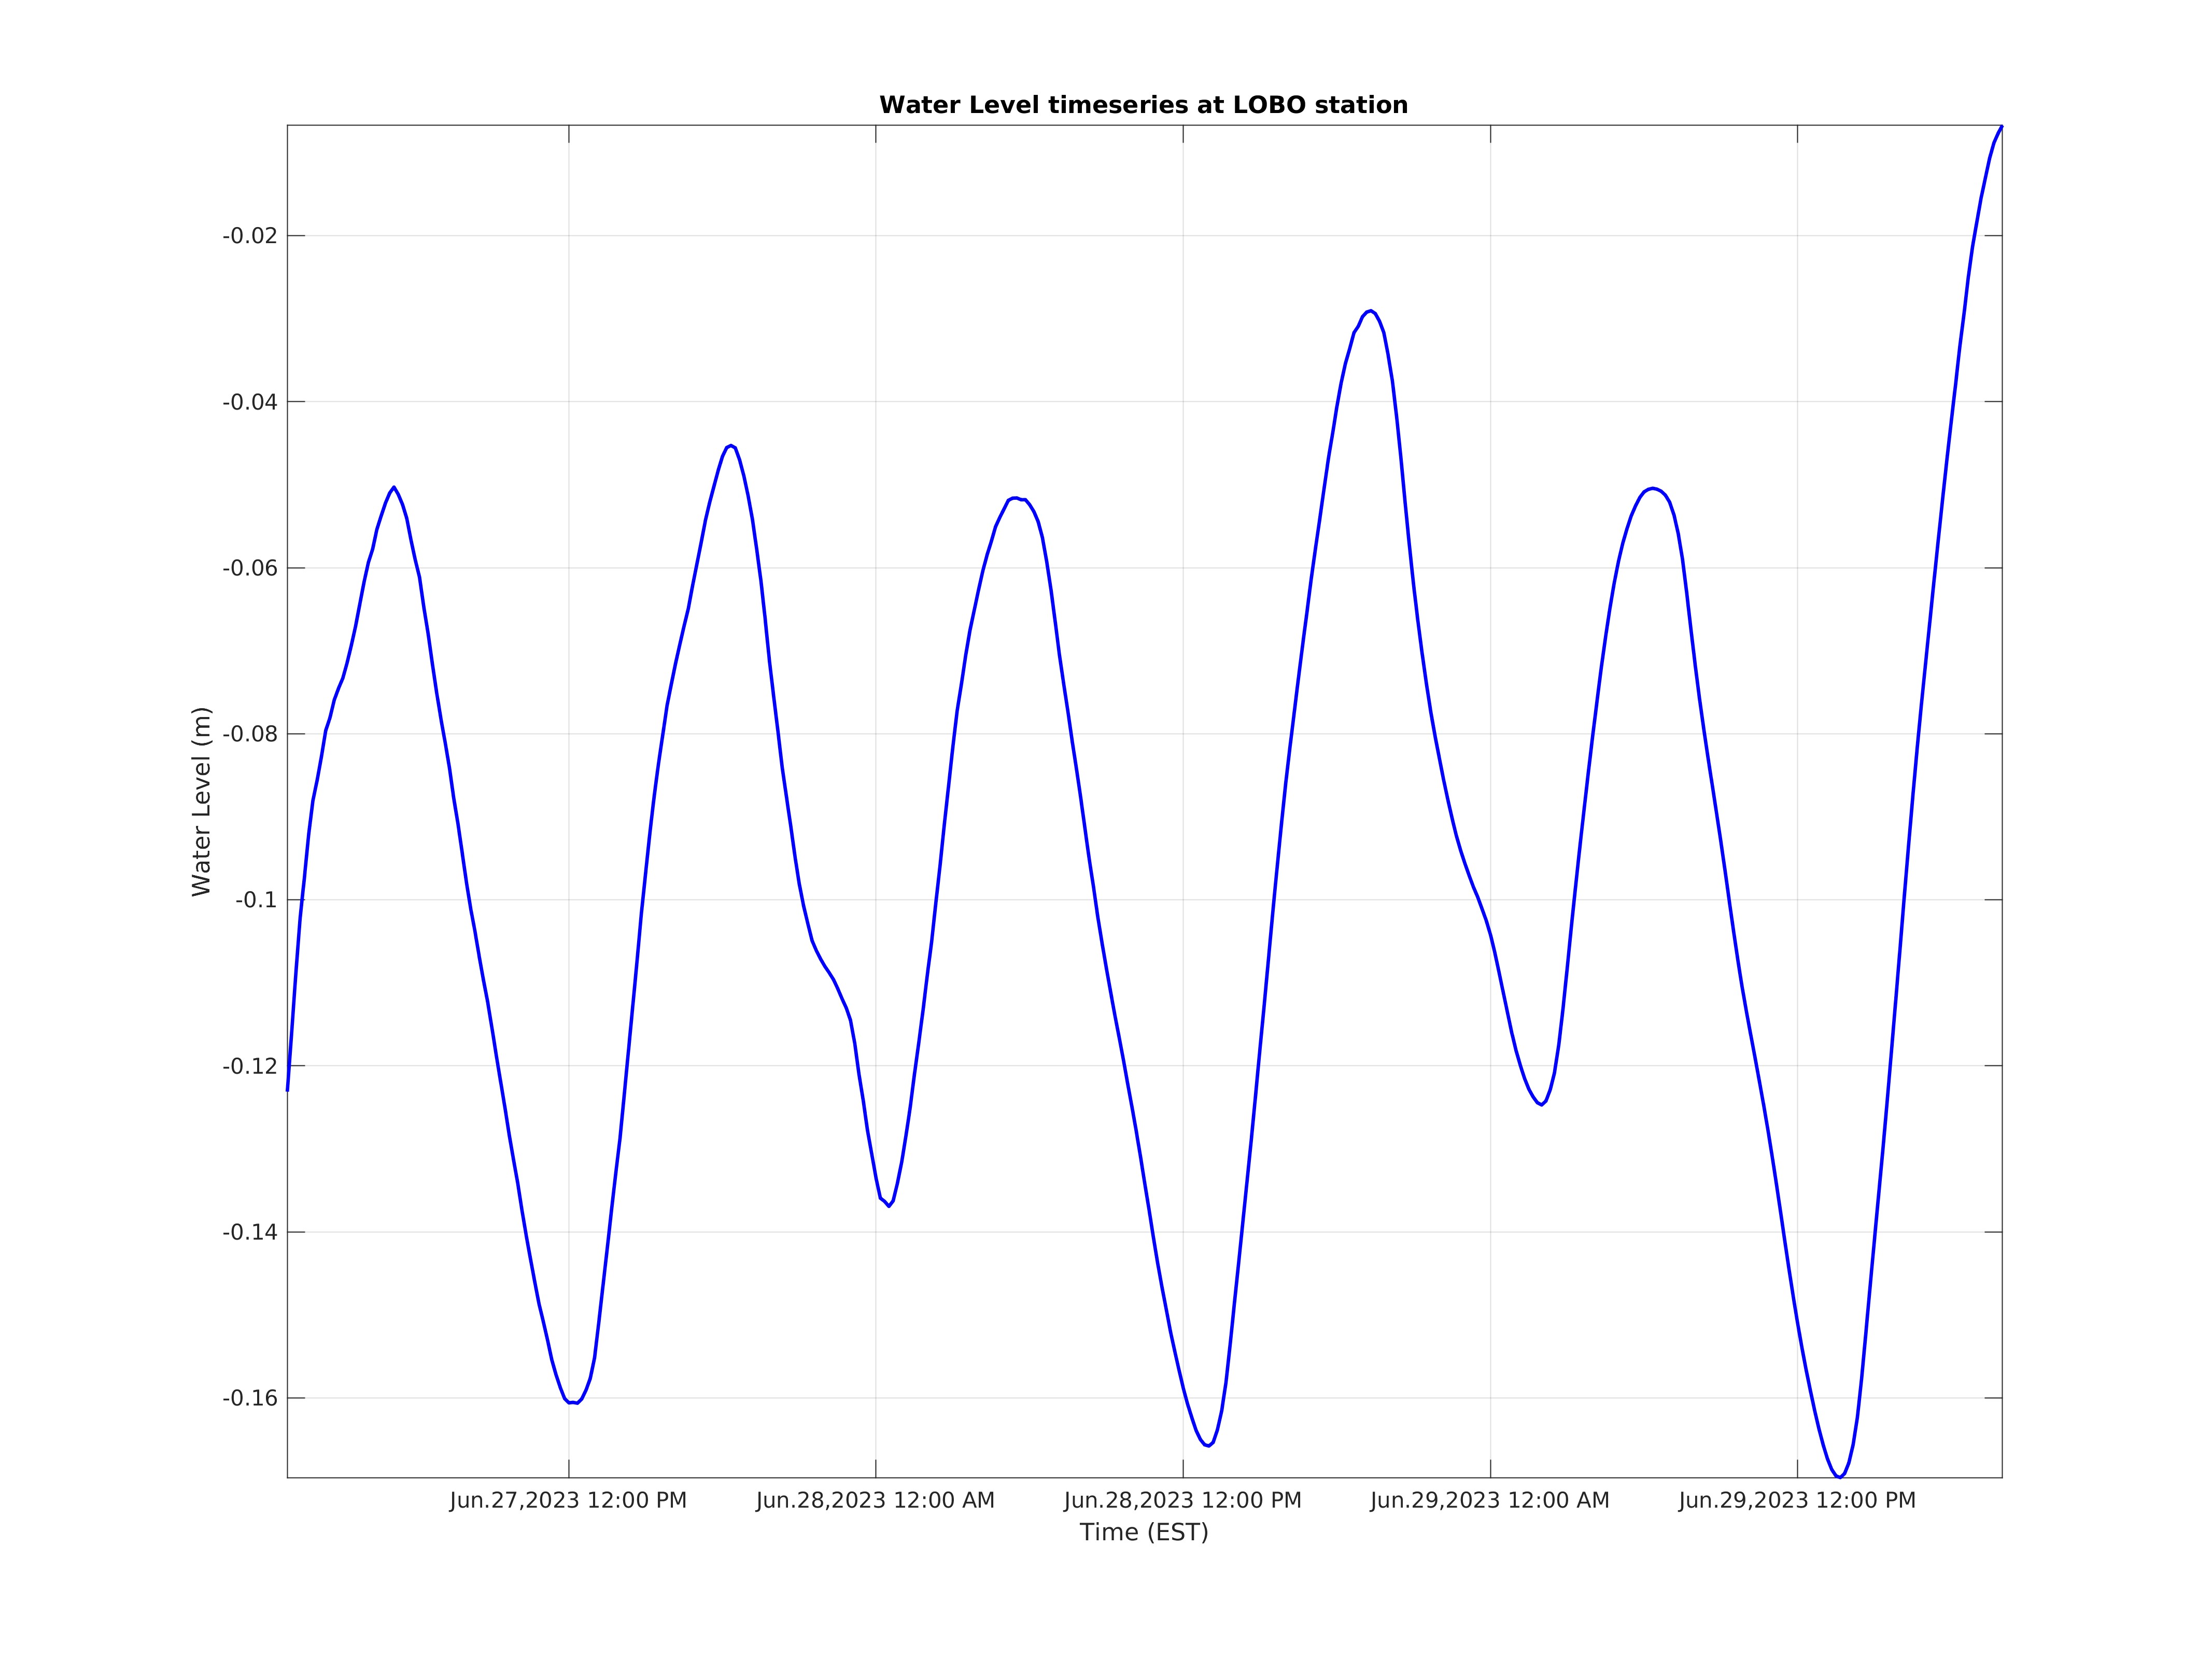 Water Level timeseries at LOBO station
-0.02
-0.04
-0.06
-0.08
-0.1
-0.12
-0.14
-0.16
Water Level (m)
Jun.27,2023 12:00 PM
Jun.28,2023 12:00 AM
Jun.28,2023 12:00 PM
Jun.29,2023 12:00 AM
Jun.29,2023 12:00 PM
Time (EST)